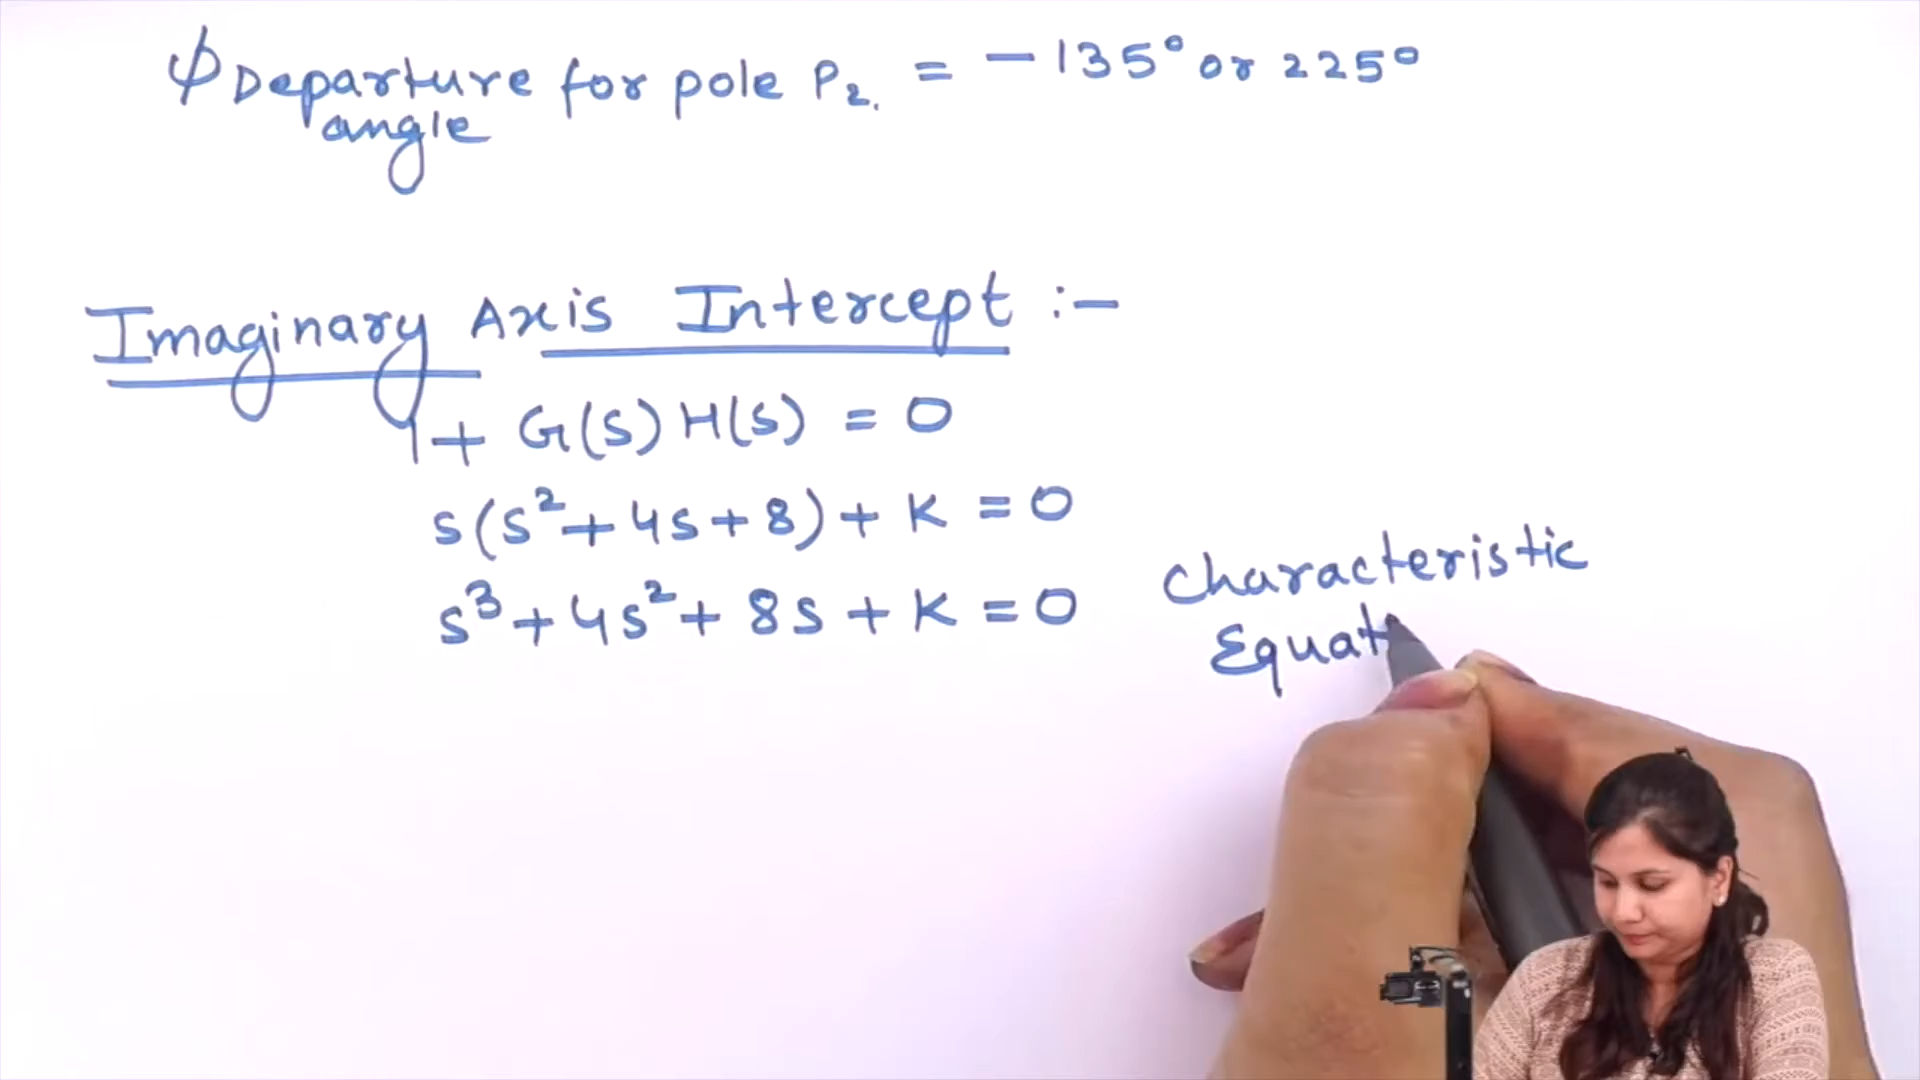 ϕ Departure for pole P₂. = -135° or 225°
angle
Imaginary Axis Intercept :-
1 + G(s) H(s) = 0
s(s² + 4s + 8) + K = 0
s³ + 4s² + 8s + K = 0
Characteristic
Equat